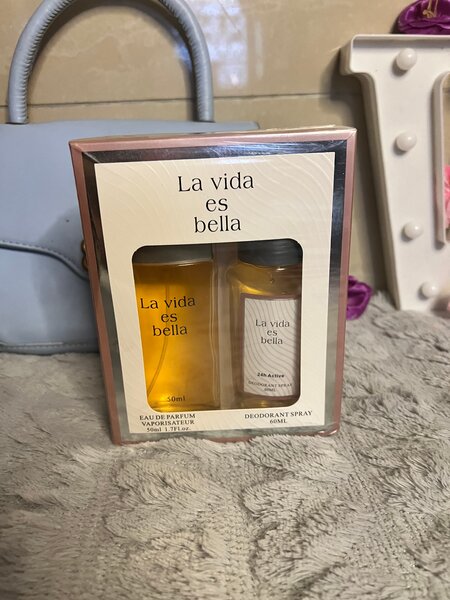 La vida
es
bella
La vida
es
bella
50ml
La vida
es
bella
24h Active
DEODORANT SPRAY
60ML
EAU DE PARFUM
VAPORISATEUR
50ml 1.7Fl.oz.
DEODORANT SPRAY
60ML